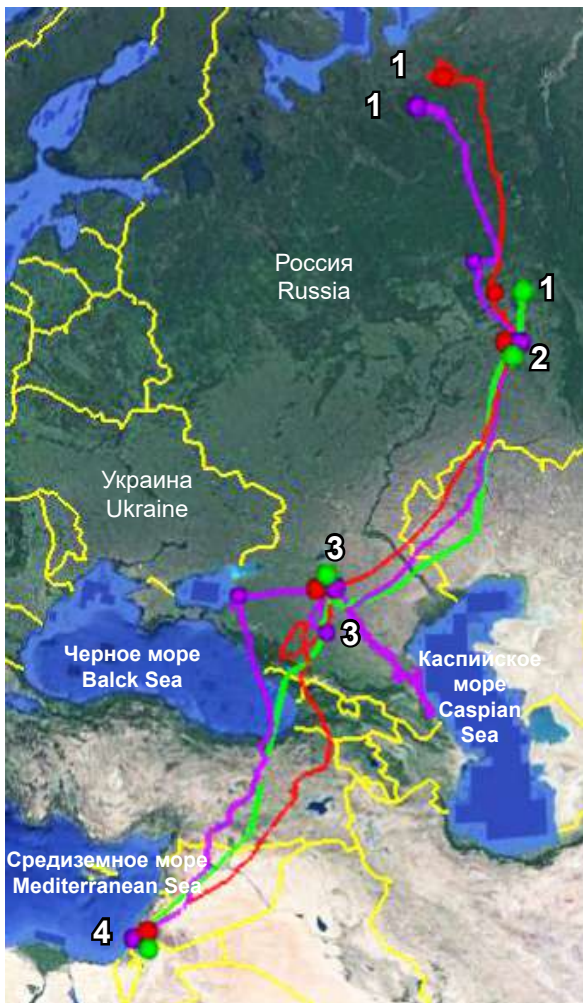 1
1
Россия
Russia
1
2
Украина
Ukraine
3
3
Черное море
Balck Sea
Каспийское
море
Caspian
Sea
Средиземное море
Mediterranean Sea
4